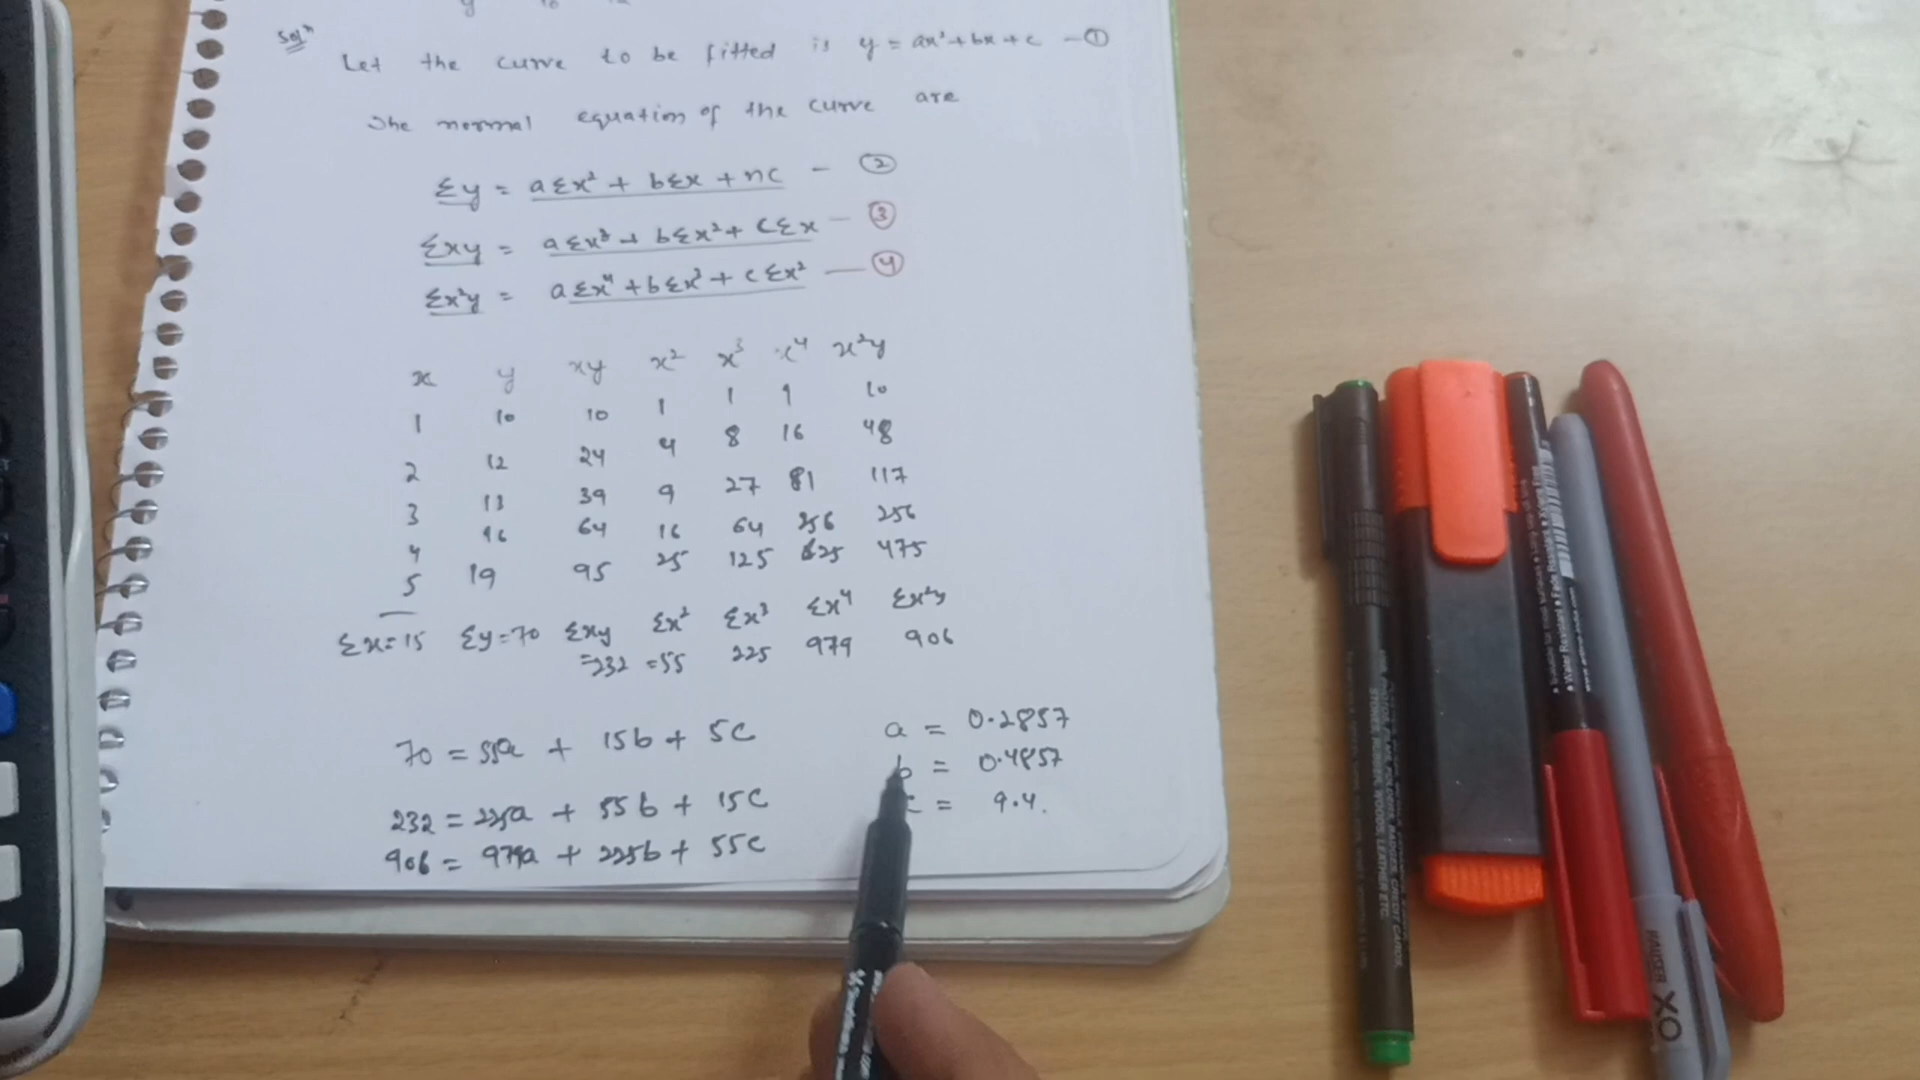 Solⁿ
Let the curve to be fitted is y = ax² + bx + c - ①
The normal equation of the curve are
Σy = aΣx² + bΣx + nc - ②
Σxy = aΣx³ + bΣx² + cΣx - ③
Σx²y = aΣx⁴ + bΣx³ + cΣx² - ④
x y xy x² x³ x⁴ x²y
1 10 10 1 1 1 10
2 12 24 4 8 16 48
3 13 39 9 27 81 117
4 16 64 16 64 256 256
5 19 95 25 125 625 475
Σx=15 Σy=70 Σxy Σx² Σx³ Σx⁴ Σx²y
=232 =55 225 979 906
70 = 55a + 15b + 5c
232 = 225a + 55b + 15c
906 = 979a + 225b + 55c
a = 0.2857
b = 0.4857
c = 9.4.
XO